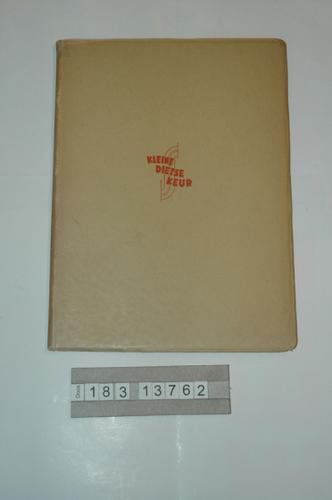 KLEINE
DIETSE
KEUR
183 13762